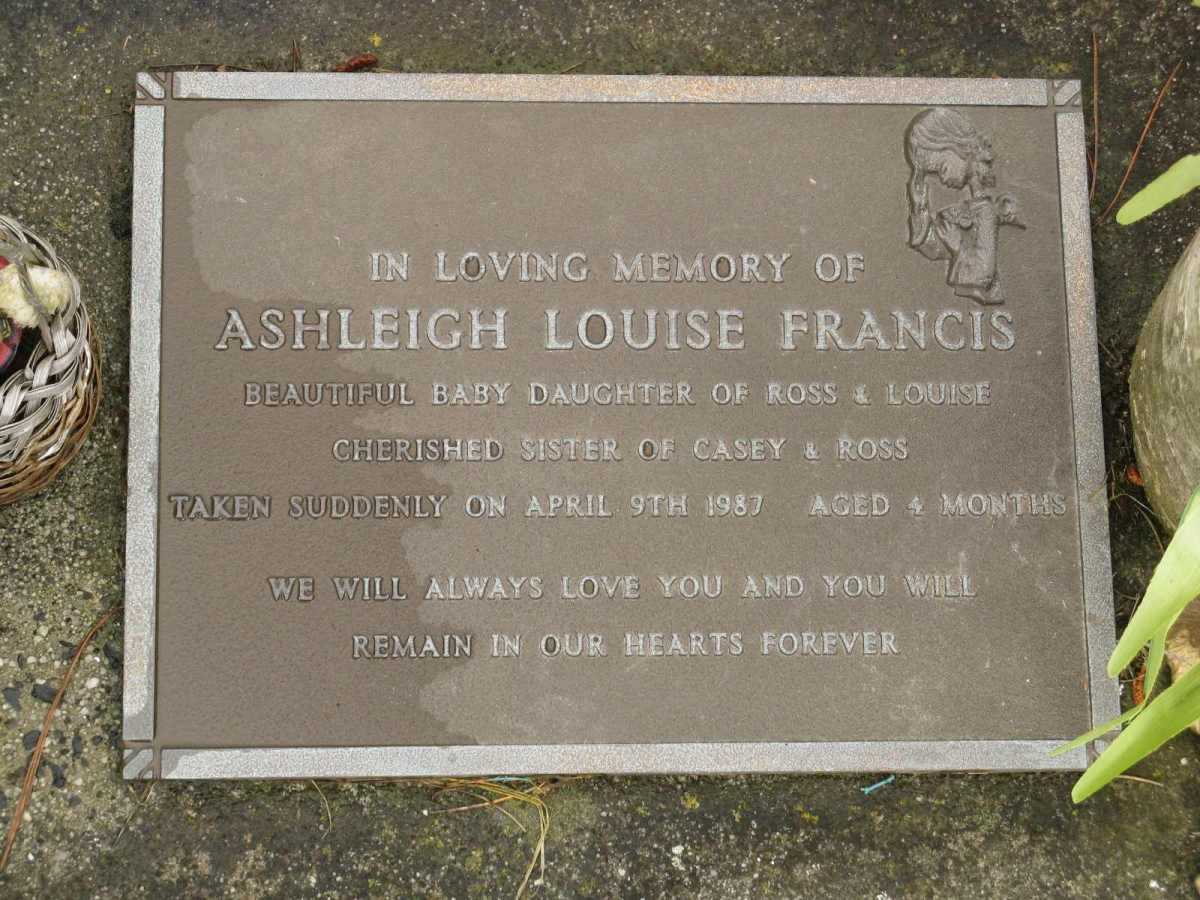 IN LOVING MEMORY OF
ASHLEIGH LOUISE FRANCIS
BEAUTIFUL BABY DAUGHTER OF ROSS & LOUISE
CHERISHED SISTER OF CASEY & ROSS
TAKEN SUDDENLY ON APRIL 9TH 1987 AGED 4 MONTHS
WE WILL ALWAYS LOVE YOU AND YOU WILL
REMAIN IN OUR HEARTS FOREVER